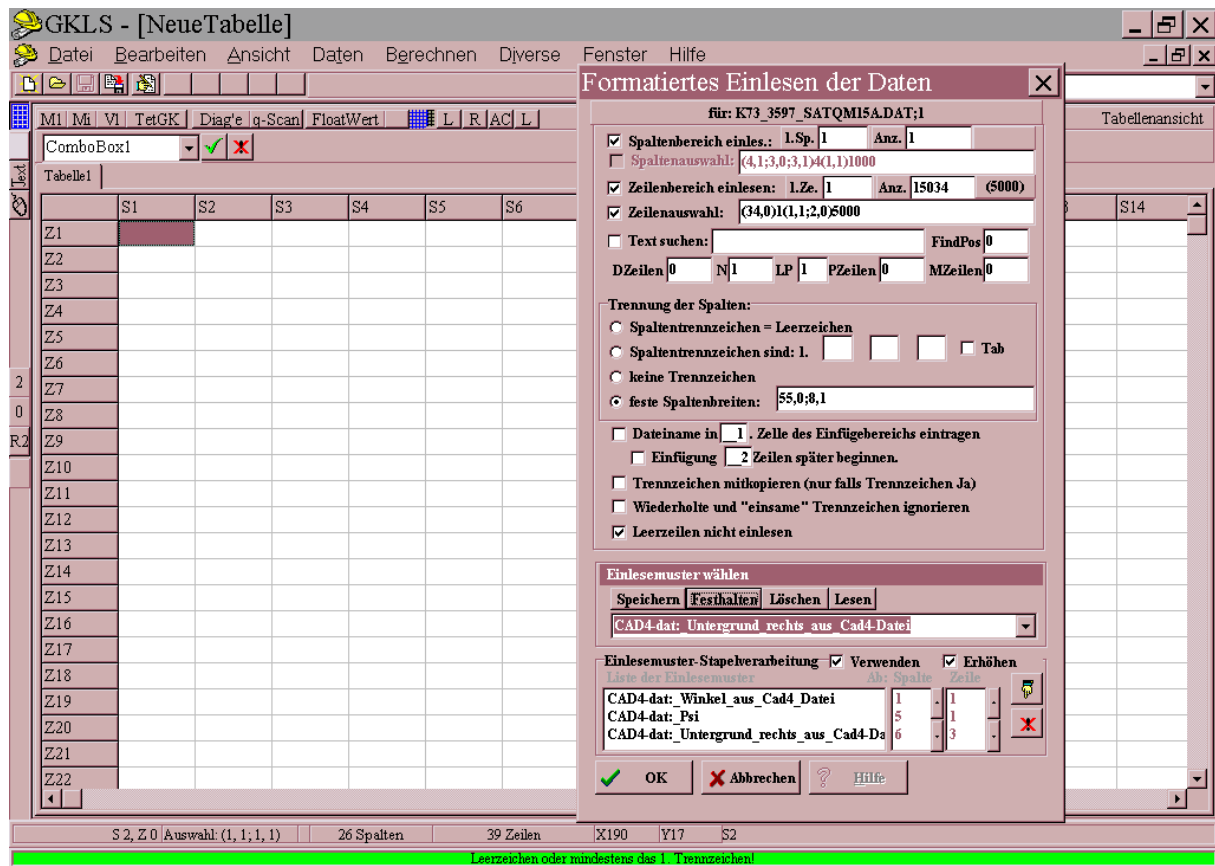 GKLS - [NeueTabelle]
Datei Bearbeiten Ansicht Daten Berechnen Diverse Fenster Hilfe
M1 Mi V1 TetGK Diag'e q-Scan FloatWert L R AC L Tabellenansicht
ComboBox1
Tabelle1
Text
S1 S2 S3 S4 S5 S6 S14
Z1
Z2
Z3
Z4
Z5
Z6
Z7
Z8
Z9
Z10
Z11
Z12
Z13
Z14
Z15
Z16
Z17
Z18
Z19
Z20
Z21
Z22
2
0
R2
Formatiertes Einlesen der Daten
für: K73_3597_SATQM15A.DAT;1
Spaltenbereich einles.: 1.Sp. 1 Anz. 1
Spaltenauswahl: (4,1;3,0;3,1)4(1,1)1000
Zeilenbereich einlesen: 1.Ze. 1 Anz. 15034 (5000)
Zeilenauswahl: (34,0)1(1,1;2,0)5000
Text suchen: FindPos 0
DZeilen 0 N 1 LP 1 PZeilen 0 MZeilen 0
Trennung der Spalten:
Spaltentrennzeichen = Leerzeichen
Spaltentrennzeichen sind: 1. Tab
keine Trennzeichen
feste Spaltenbreiten: 55,0;8,1
Dateiname in 1 . Zelle des Einfügebereichs eintragen
Einfügung 2 Zeilen später beginnen.
Trennzeichen mitkopieren (nur falls Trennzeichen Ja)
Wiederholte und "einsame" Trennzeichen ignorieren
Leerzeilen nicht einlesen
Einlesemuster wählen
Speichern Festhalten Löschen Lesen
CAD4-dat:_Untergrund_rechts_aus_Cad4-Datei
Einlesemuster-Stapelverarbeitung Verwenden Erhöhen
Liste der Einlesemuster Ab: Spalte Zeile
CAD4-dat:_Winkel_aus_Cad4_Datei 1 1
CAD4-dat:_Psi 5 1
CAD4-dat:_Untergrund_rechts_aus_Cad4-Da 6 3
OK Abbrechen Hilfe
S 2, Z 0 Auswahl: (1, 1; 1, 1) 26 Spalten 39 Zeilen X190 Y17 S2
Leerzeichen oder mindestens das 1. Trennzeichen!